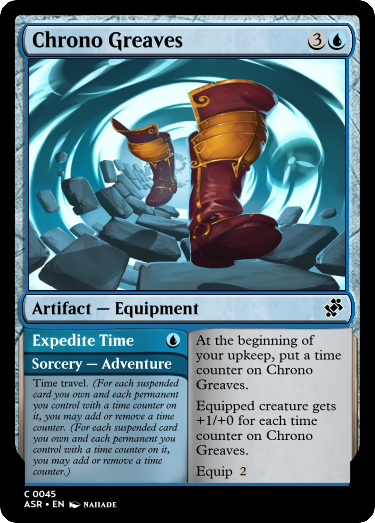 Chrono Greaves 3
Artifact — Equipment
Expedite Time
Sorcery — Adventure
Time travel. (For each suspended
card you own and each permanent
you control with a time counter on
it, you may add or remove a time
counter. (For each suspended card
you own and each permanent you
control with a time counter on it,
you may add or remove a time
counter.)
At the beginning of
your upkeep, put a time
counter on Chrono
Greaves.
Equipped creature gets
+1/+0 for each time
counter on Chrono
Greaves.
Equip 2
C 0045
ASR • EN NAHADE